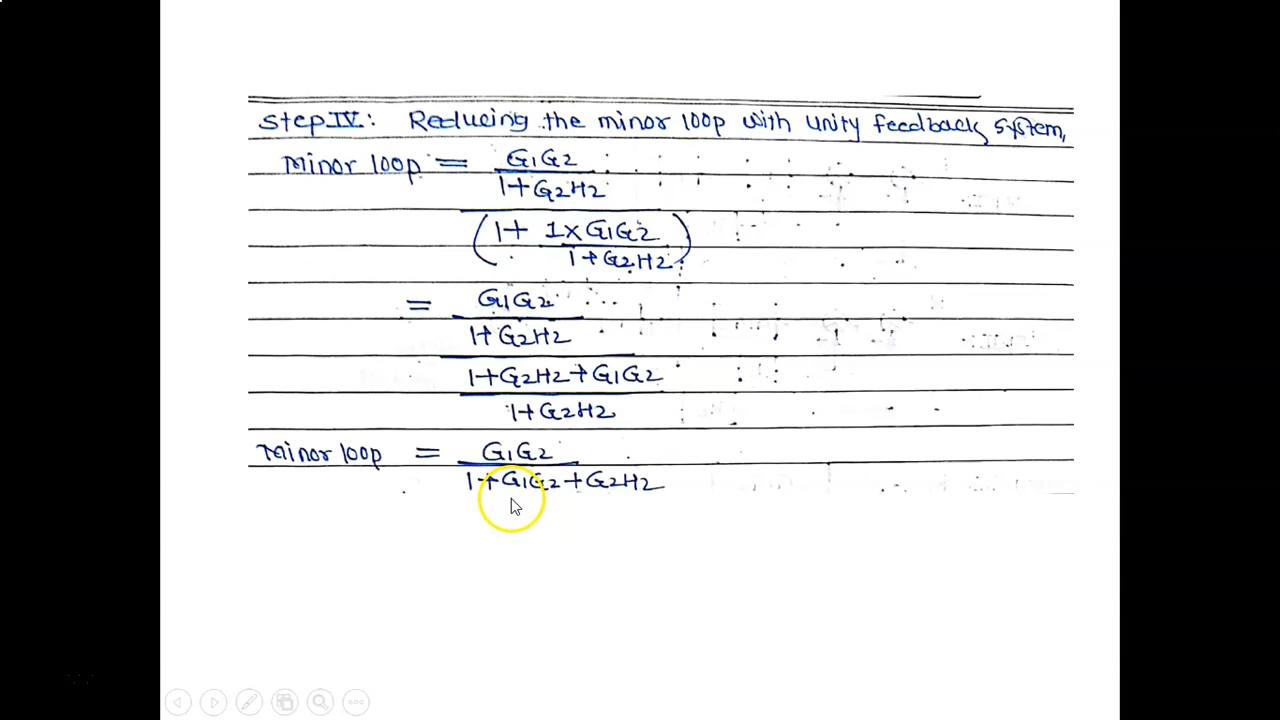 Step IV: Reducing the minor loop with unity feedback system,
Minor loop = G1G2
1+G2H2
(1+ 1xG1G2)
1+G2H2
= G1G2
1+G2H2
1+G2H2+G1G2
1+G2H2
Minor loop = G1G2
1+G1G2+G2H2